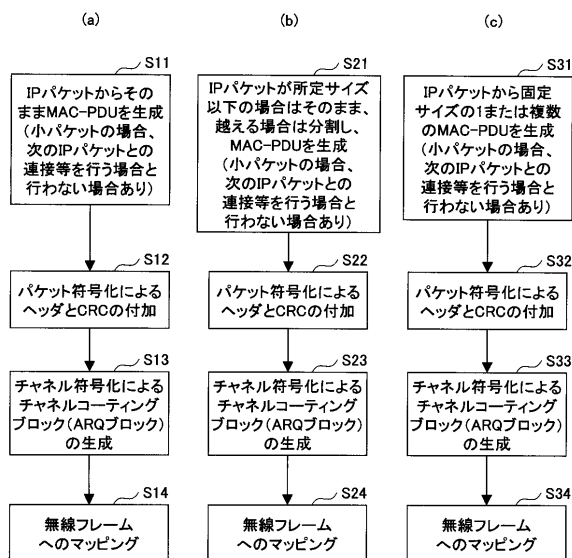 (a)
S11
IPパケットからその
ままMAC-PDUを生成
(小パケットの場合、
次のIPパケットとの
連接等を行う場合と
行わない場合あり)
S12
パケット符号化による
ヘッダとCRCの付加
S13
チャネル符号化による
チャネルコーティング
ブロック(ARQブロック)
の生成
S14
無線フレーム
へのマッピング
(b)
S21
IPパケットが所定サイズ
以下の場合はそのまま、
越える場合は分割し、
MAC-PDUを生成
(小パケットの場合、
次のIPパケットとの
連接等を行う場合と
行わない場合あり)
S22
パケット符号化による
ヘッダとCRCの付加
S23
チャネル符号化による
チャネルコーティング
ブロック(ARQブロック)
の生成
S24
無線フレーム
へのマッピング
(c)
S31
IPパケットから固定
サイズの1または複数
のMAC-PDUを生成
(小パケットの場合、
次のIPパケットとの
連接等を行う場合と
行わない場合あり)
S32
パケット符号化による
ヘッダとCRCの付加
S33
チャネル符号化による
チャネルコーティング
ブロック(ARQブロック)
の生成
S34
無線フレーム
へのマッピング